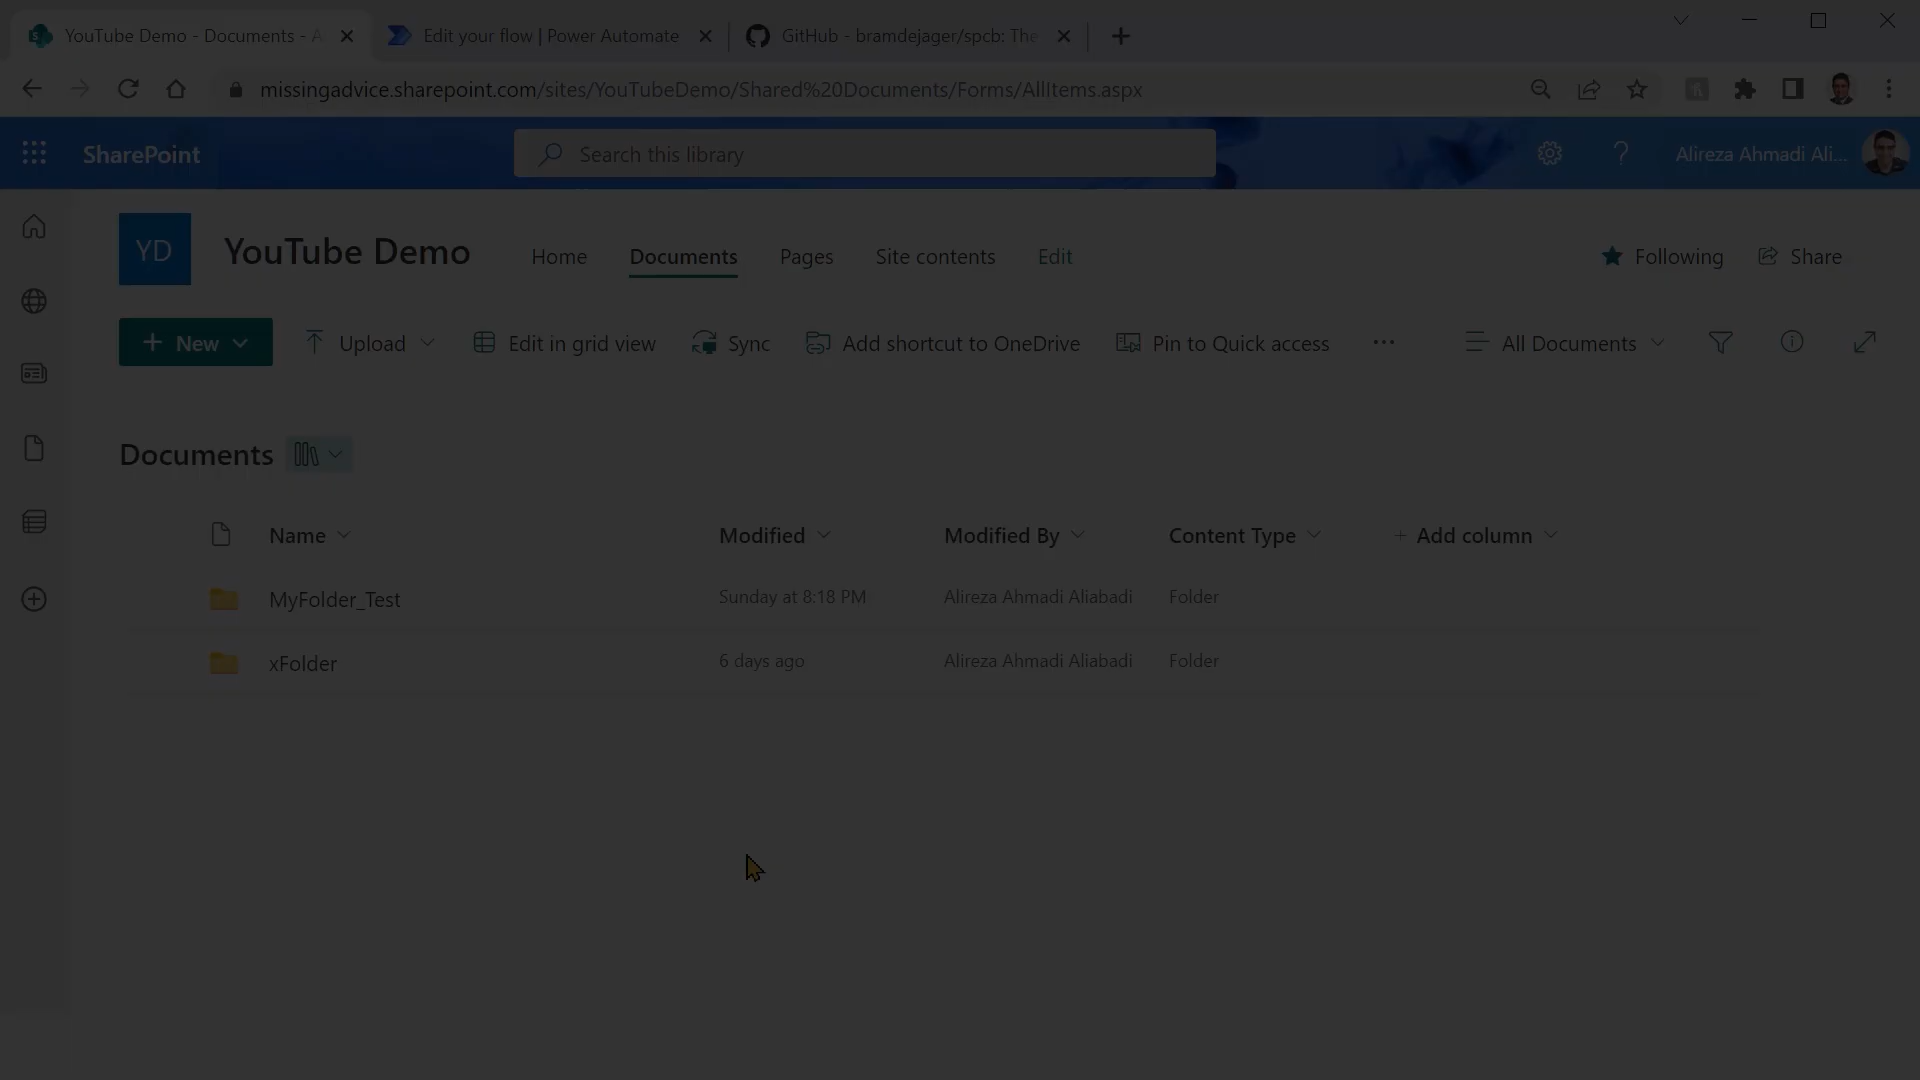 YouTube Demo - Documents - A
Edit your flow | Power Automate
GitHub - bramdejager/spcb: The
missingadvice.sharepoint.com/sites/YouTubeDemo/Shared%20Documents/Forms/AllItems.aspx
SharePoint
Search this library
Alireza Ahmadi Ali...
YD
YouTube Demo
Home
Documents
Pages
Site contents
Edit
Following
Share
New
Upload
Edit in grid view
Sync
Add shortcut to OneDrive
Pin to Quick access
All Documents
Documents
Name
Modified
Modified By
Content Type
Add column
MyFolder_Test
Sunday at 8:18 PM
Alireza Ahmadi Aliabadi
Folder
xFolder
6 days ago
Alireza Ahmadi Aliabadi
Folder